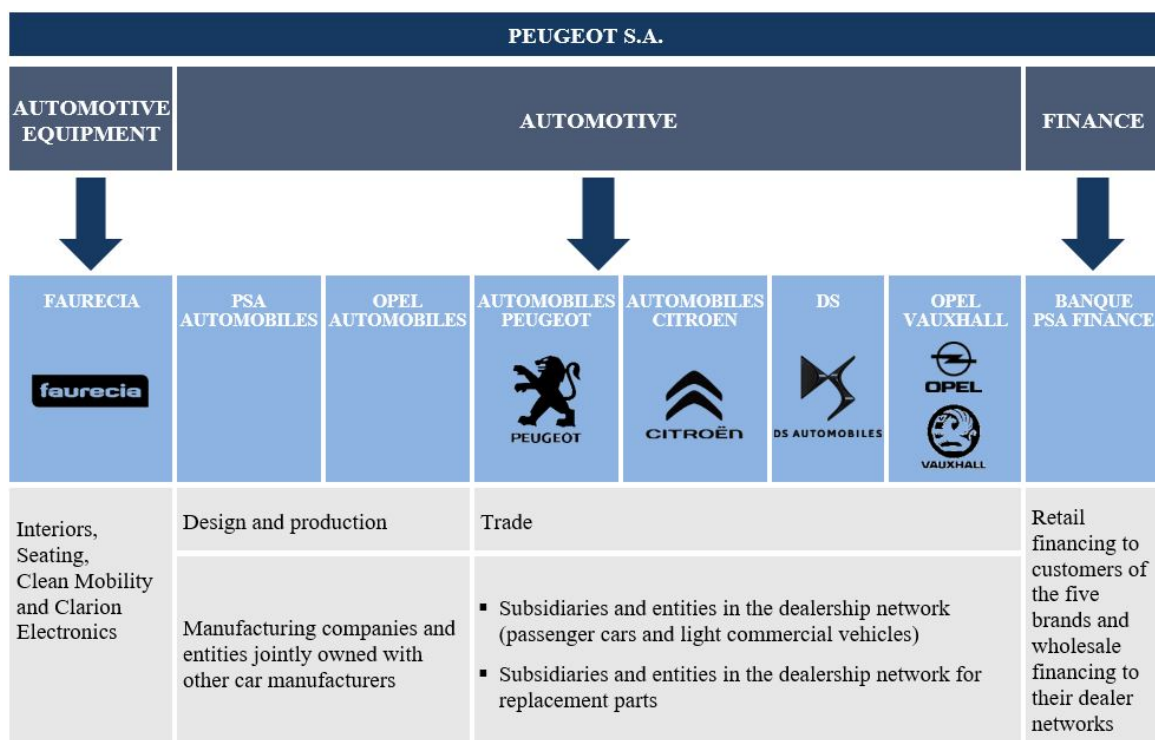 PEUGEOT S.A.
AUTOMOTIVE
EQUIPMENT
AUTOMOTIVE
FINANCE
FAURECIA
faurecia
PSA
AUTOMOBILES
OPEL
AUTOMOBILES
AUTOMOBILES
PEUGEOT
PEUGEOT
AUTOMOBILES
CITROEN
CITROËN
DS
DS AUTOMOBILES
OPEL
VAUXHALL
OPEL
VAUXHALL
BANQUE
PSA FINANCE
Interiors,
Seating,
Clean Mobility
and Clarion
Electronics
Design and production
Manufacturing companies and
entities jointly owned with
other car manufacturers
Trade
▪ Subsidiaries and entities in the dealership network
(passenger cars and light commercial vehicles)
▪ Subsidiaries and entities in the dealership network for
replacement parts
Retail
financing to
customers of
the five
brands and
wholesale
financing to
their dealer
networks